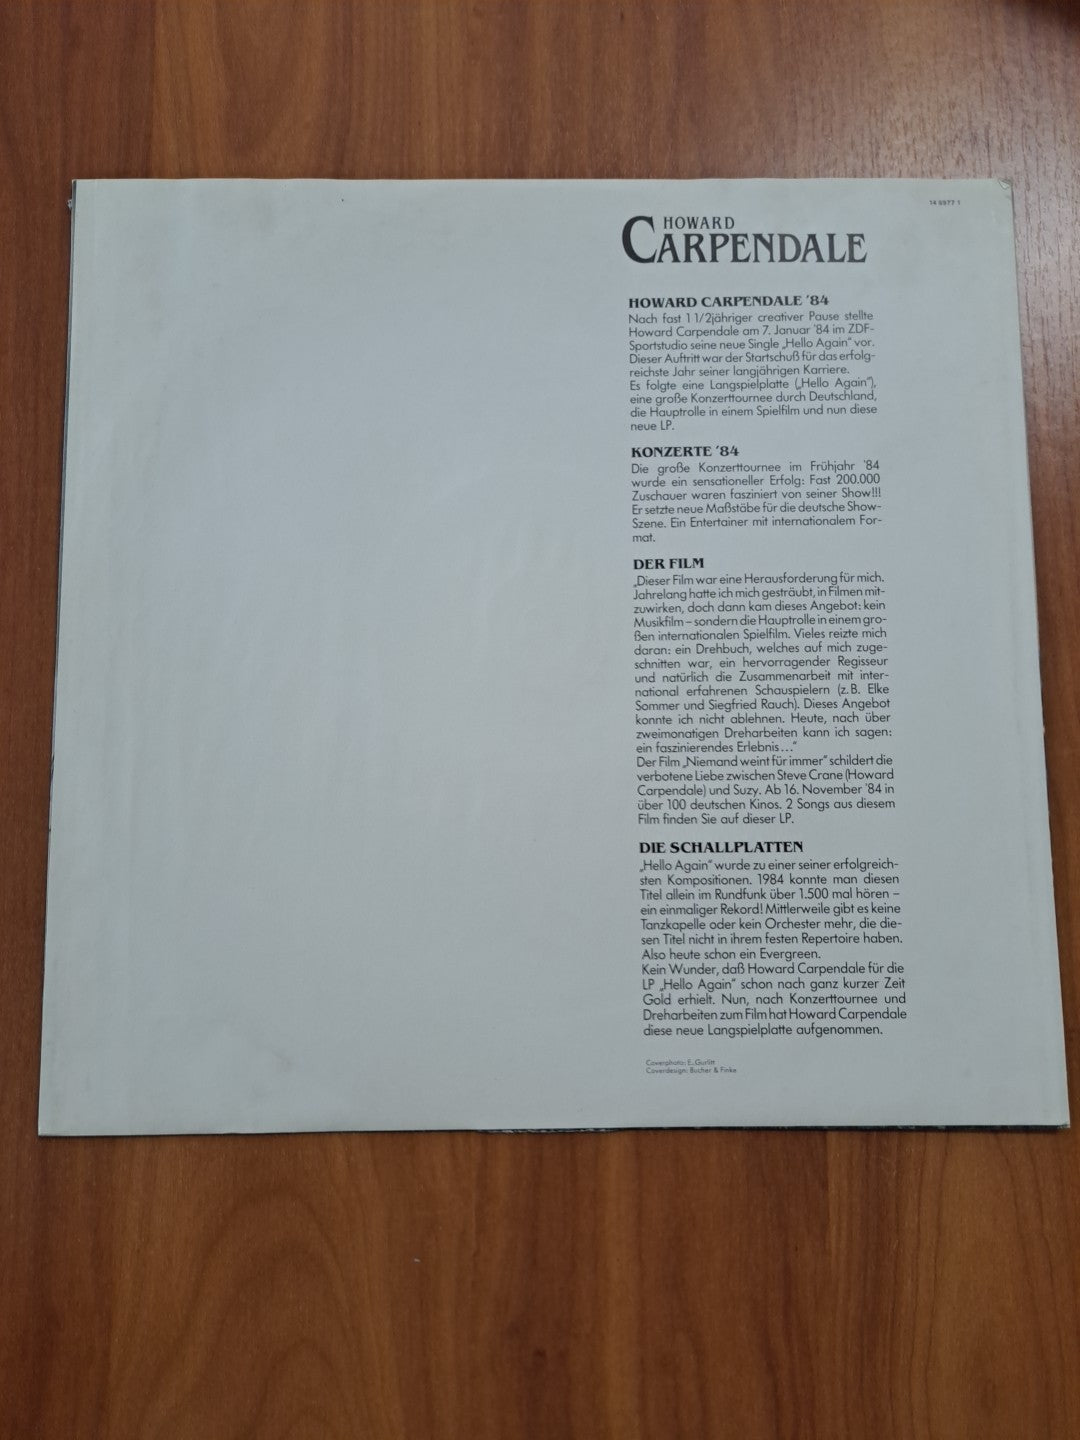 14 6977 1
HOWARD
CARPENDALE
HOWARD CARPENDALE '84
Nach fast 1 1/2jähriger creativer Pause stellte
Howard Carpendale am 7. Januar '84 im ZDF-
Sportstudio seine neue Single „Hello Again" vor.
Dieser Auftritt war der Startschuß für das erfolg-
reichste Jahr seiner langjährigen Karriere.
Es folgte eine Langspielplatte („Hello Again"),
eine große Konzerttournee durch Deutschland,
die Hauptrolle in einem Spielfilm und nun diese
neue LP.
KONZERTE '84
Die große Konzerttournee im Frühjahr '84
wurde ein sensationeller Erfolg: Fast 200.000
Zuschauer waren fasziniert von seiner Show!!!
Er setzte neue Maßstäbe für die deutsche Show-
Szene. Ein Entertainer mit internationalem For-
mat.
DER FILM
„Dieser Film war eine Herausforderung für mich.
Jahrelang hatte ich mich gesträubt, in Filmen mit-
zuwirken, doch dann kam dieses Angebot: kein
Musikfilm – sondern die Hauptrolle in einem gro-
ßen internationalen Spielfilm. Vieles reizte mich
daran: ein Drehbuch, welches auf mich zuge-
schnitten war, ein hervorragender Regisseur
und natürlich die Zusammenarbeit mit inter-
national erfahrenen Schauspielern (z.B. Elke
Sommer und Siegfried Rauch). Dieses Angebot
konnte ich nicht ablehnen. Heute, nach über
zweimonatigen Dreharbeiten kann ich sagen:
ein faszinierendes Erlebnis..."
Der Film „Niemand weint für immer" schildert die
verbotene Liebe zwischen Steve Crane (Howard
Carpendale) und Suzy. Ab 16. November '84 in
über 100 deutschen Kinos. 2 Songs aus diesem
Film finden Sie auf dieser LP.
DIE SCHALLPLATTEN
„Hello Again" wurde zu einer seiner erfolgreich-
sten Kompositionen. 1984 konnte man diesen
Titel allein im Rundfunk über 1.500 mal hören –
ein einmaliger Rekord! Mittlerweile gibt es keine
Tanzkapelle oder kein Orchester mehr, die die-
sen Titel nicht in ihrem festen Repertoire haben.
Also heute schon ein Evergreen.
Kein Wunder, daß Howard Carpendale für die
LP „Hello Again" schon nach ganz kurzer Zeit
Gold erhielt. Nun, nach Konzerttournee und
Dreharbeiten zum Film hat Howard Carpendale
diese neue Langspielplatte aufgenommen.
Coverphoto: E. Gurlitt
Coverdesign: Bucher & Finke